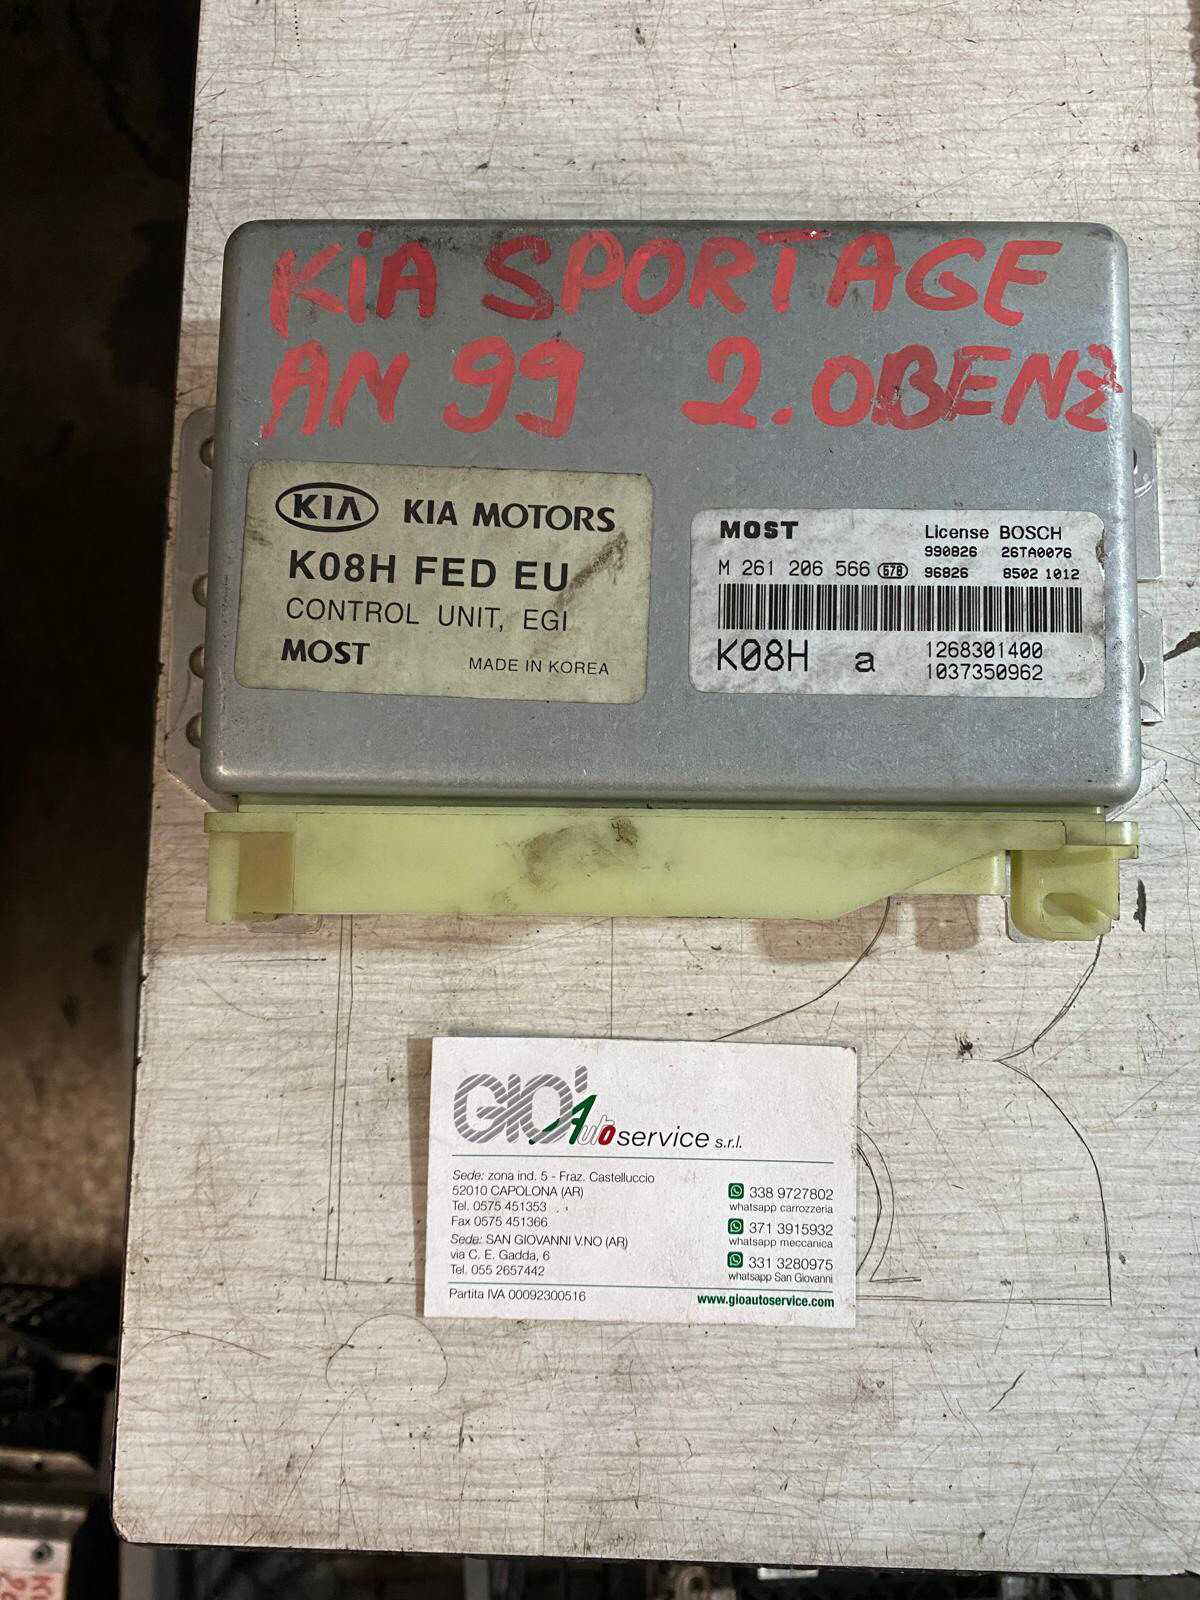 KiA SPORTAGE
AN 99 2.0BENZ
KIA KIA MOTORS
K08H FED EU
CONTROL UNIT, EGI
MOST MADE IN KOREA
MOST License BOSCH
990826 26TA0076
M 261 206 566 678 96826 8502 1012
K08H a 1268301400
1037350962
GIO' Autoservice s.r.l.
Sede: zona ind. 5 - Fraz. Castelluccio
52010 CAPOLONA (AR)
Tel. 0575 451353
Fax 0575 451366
Sede: SAN GIOVANNI V.NO (AR)
via C. E. Gadda, 6
Tel. 055 2657442
Partita IVA 00092300516
338 9727802
whatsapp carrozzeria
371 3915932
whatsapp meccanica
331 3280975
whatsapp San Giovanni
www.gioautoservice.com